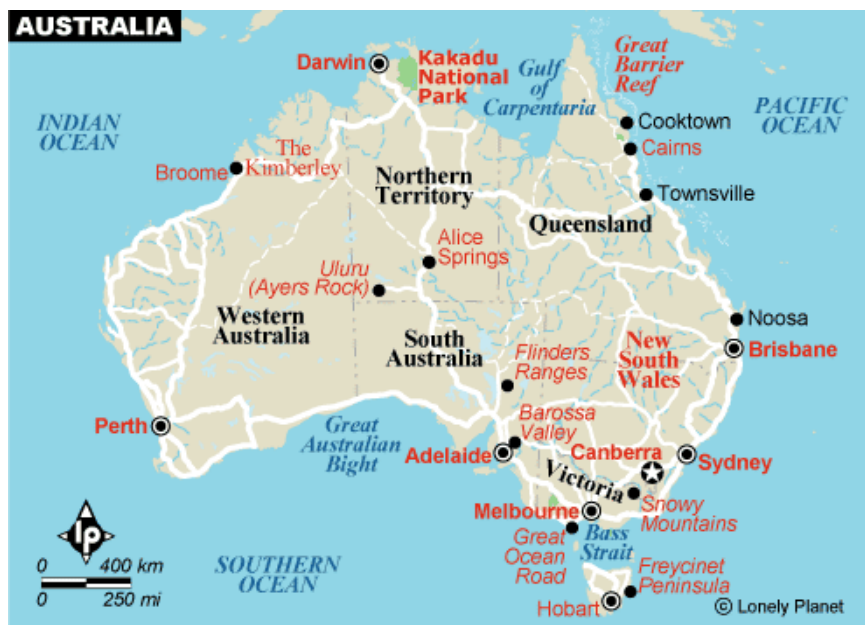 AUSTRALIA
Darwin
Kakadu
National
Park
Gulf
of
Carpentaria
Great
Barrier
Reef
INDIAN
OCEAN
PACIFIC
OCEAN
Cooktown
Cairns
The
Kimberley
Broome
Northern
Territory
Townsville
Queensland
Alice
Springs
Uluru
(Ayers Rock)
Western
Australia
South
Australia
Noosa
Brisbane
New
South
Wales
Flinders
Ranges
Perth
Great
Australian
Bight
Barossa
Valley
Adelaide
Canberra
Sydney
Victoria
Melbourne
Snowy
Mountains
Great
Ocean
Road
Bass
Strait
Freycinet
Peninsula
Hobart
SOUTHERN
OCEAN
lp
0 400 km
0 250 mi
© Lonely Planet